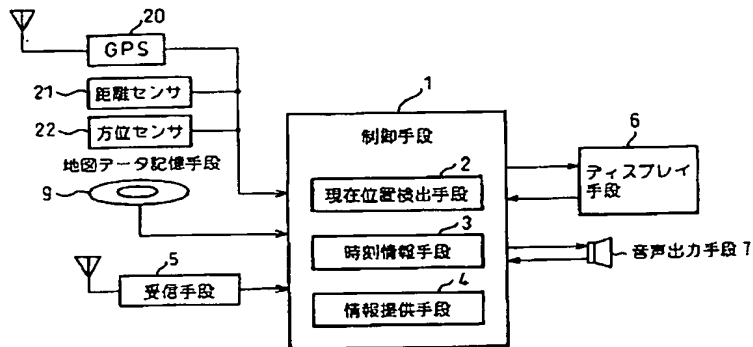 20
GPS
21
距離センサ
22
方位センサ
地図データ記憶手段
9
5
受信手段
1
制御手段
2
現在位置検出手段
3
時刻情報手段
4
情報提供手段
6
ディスプレイ
手段
音声出力手段7